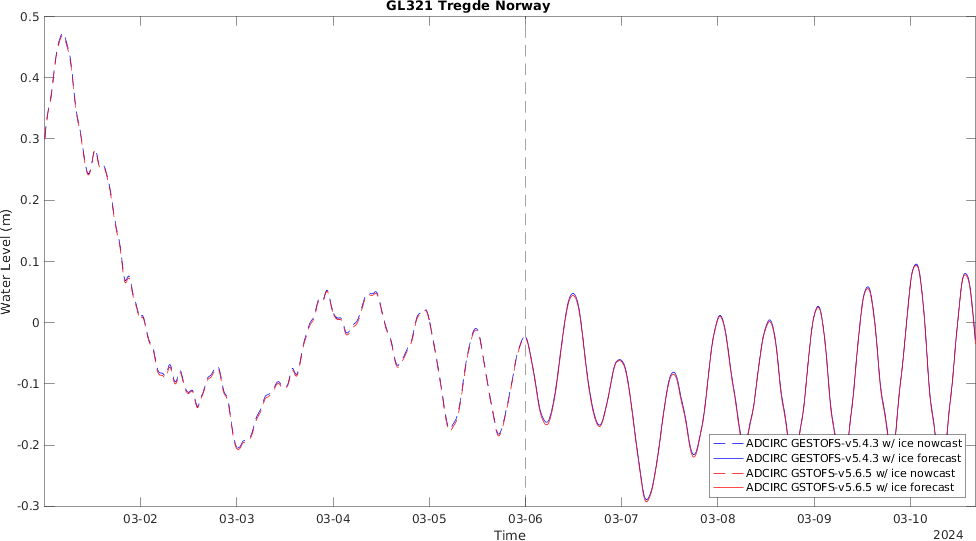 GL321 Tregde Norway
0.5
0.4
0.3
0.2
0.1
0
-0.1
-0.2
-0.3
Water Level (m)
ADCIRC GESTOFS-v5.4.3 w/ ice nowcast
ADCIRC GESTOFS-v5.4.3 w/ ice forecast
ADCIRC GSTOFS-v5.6.5 w/ ice nowcast
ADCIRC GSTOFS-v5.6.5 w/ ice forecast
03-02 03-03 03-04 03-05 03-06 03-07 03-08 03-09 03-10
Time
2024